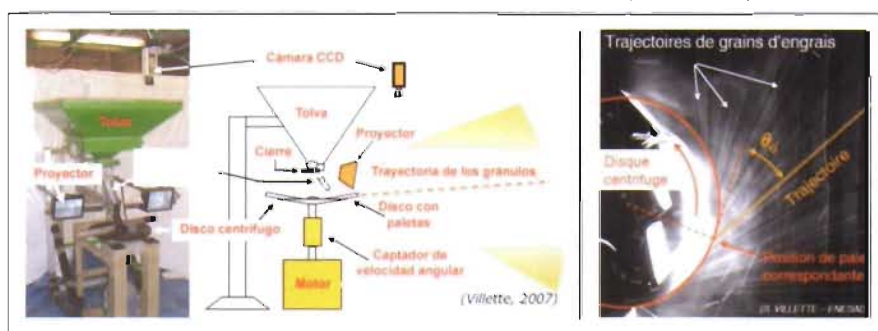 Cámara CCD
Tolva
Tolva
Cierre
Proyector
Proyector
Trayectoria de los gránulos
Disco centrífugo
Disco con
paletas
Captador de
velocidad angular
Motor
(Villette, 2007)
Trajectoires de grains d'engrais
Disque
centrifuge
Trajectoire
Position de pale
correspondante